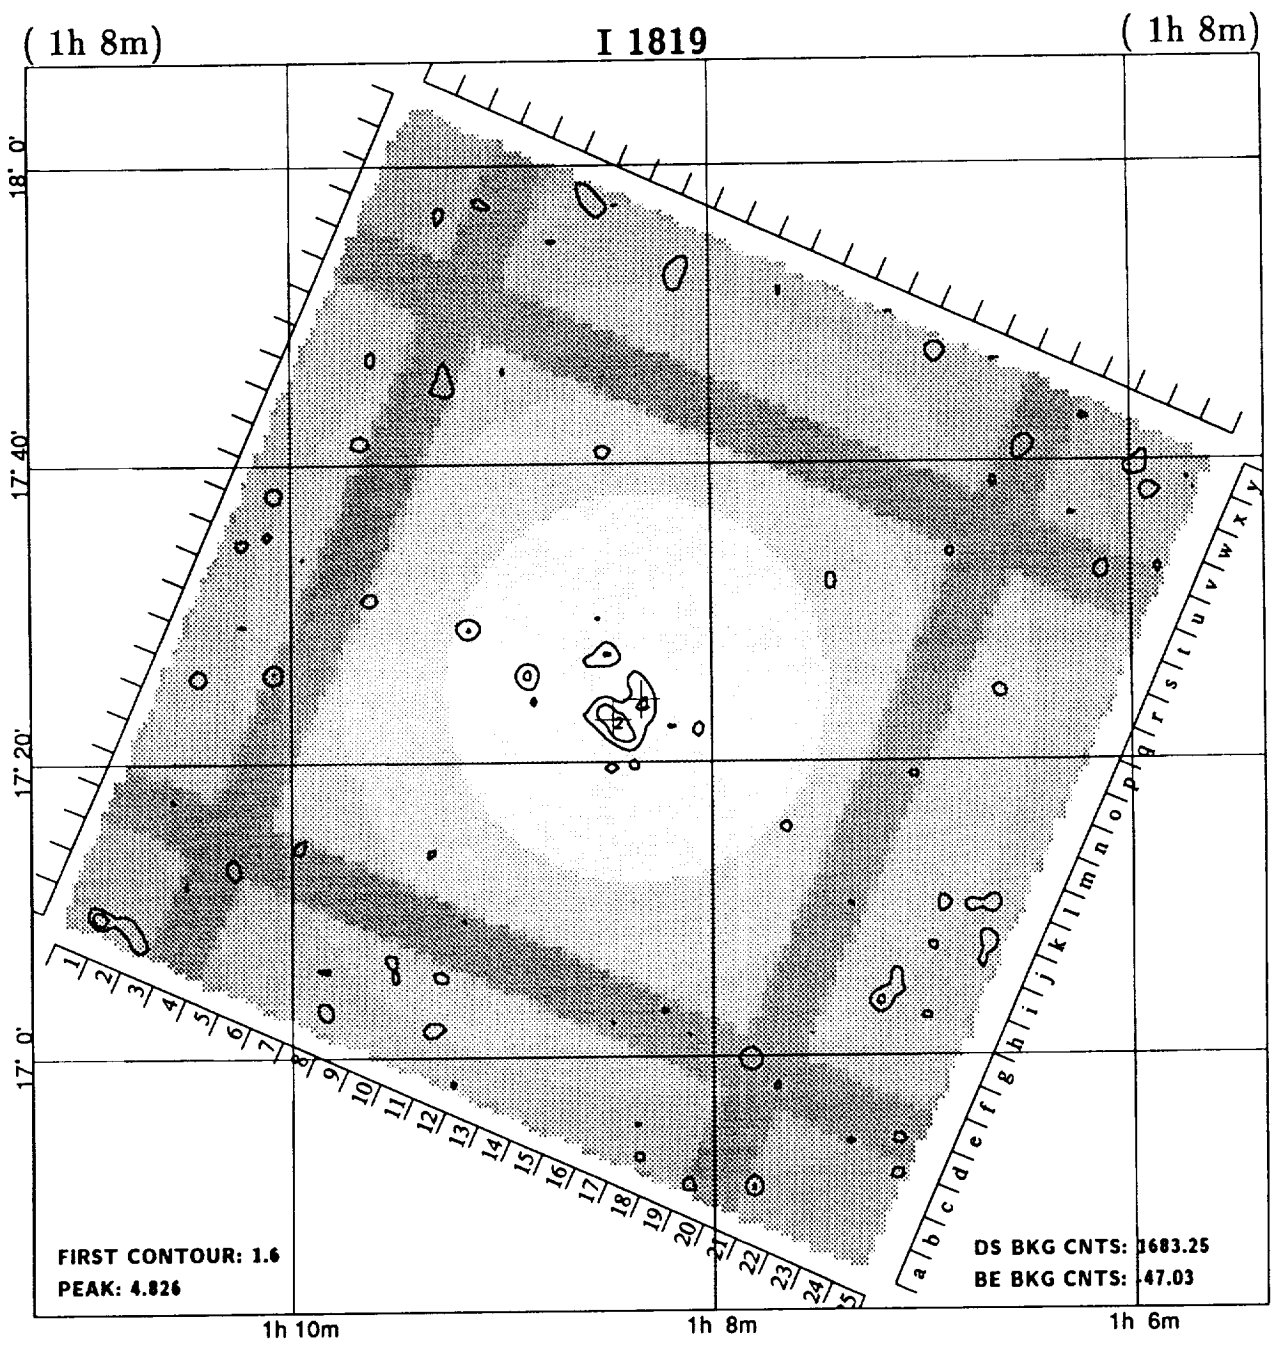 ( 1h 8m)
I 1819
( 1h 8m)
18° 0'
17° 40'
17° 20'
17° 0'
1
2
3
4
5
6
7
8
9
10
11
12
13
14
15
16
17
18
19
20
21
22
23
24
25
a
b
c
d
e
f
g
h
i
j
k
l
m
n
o
p
q
r
s
t
u
v
w
x
y
1
2
FIRST CONTOUR: 1.6
PEAK: 4.826
DS BKG CNTS: 1683.25
BE BKG CNTS: -47.03
1h 10m
1h 8m
1h 6m